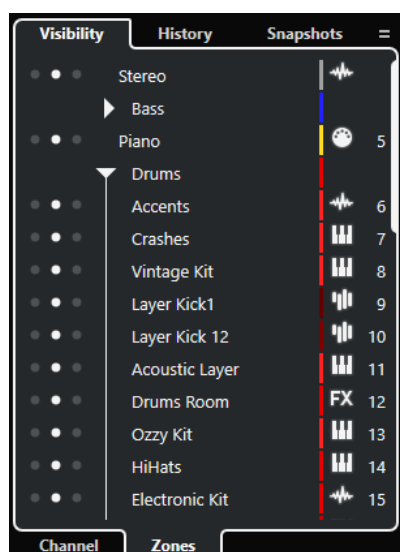 Visibility History Snapshots =
Stereo
Bass
Piano 5
Drums
Accents 6
Crashes 7
Vintage Kit 8
Layer Kick1 9
Layer Kick 12 10
Acoustic Layer 11
Drums Room FX 12
Ozzy Kit 13
HiHats 14
Electronic Kit 15
Channel Zones